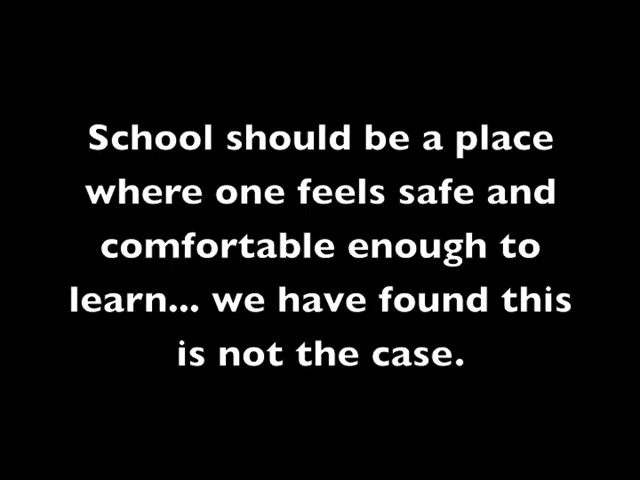 School should be a place
where one feels safe and
comfortable enough to
learn... we have found this
is not the case.